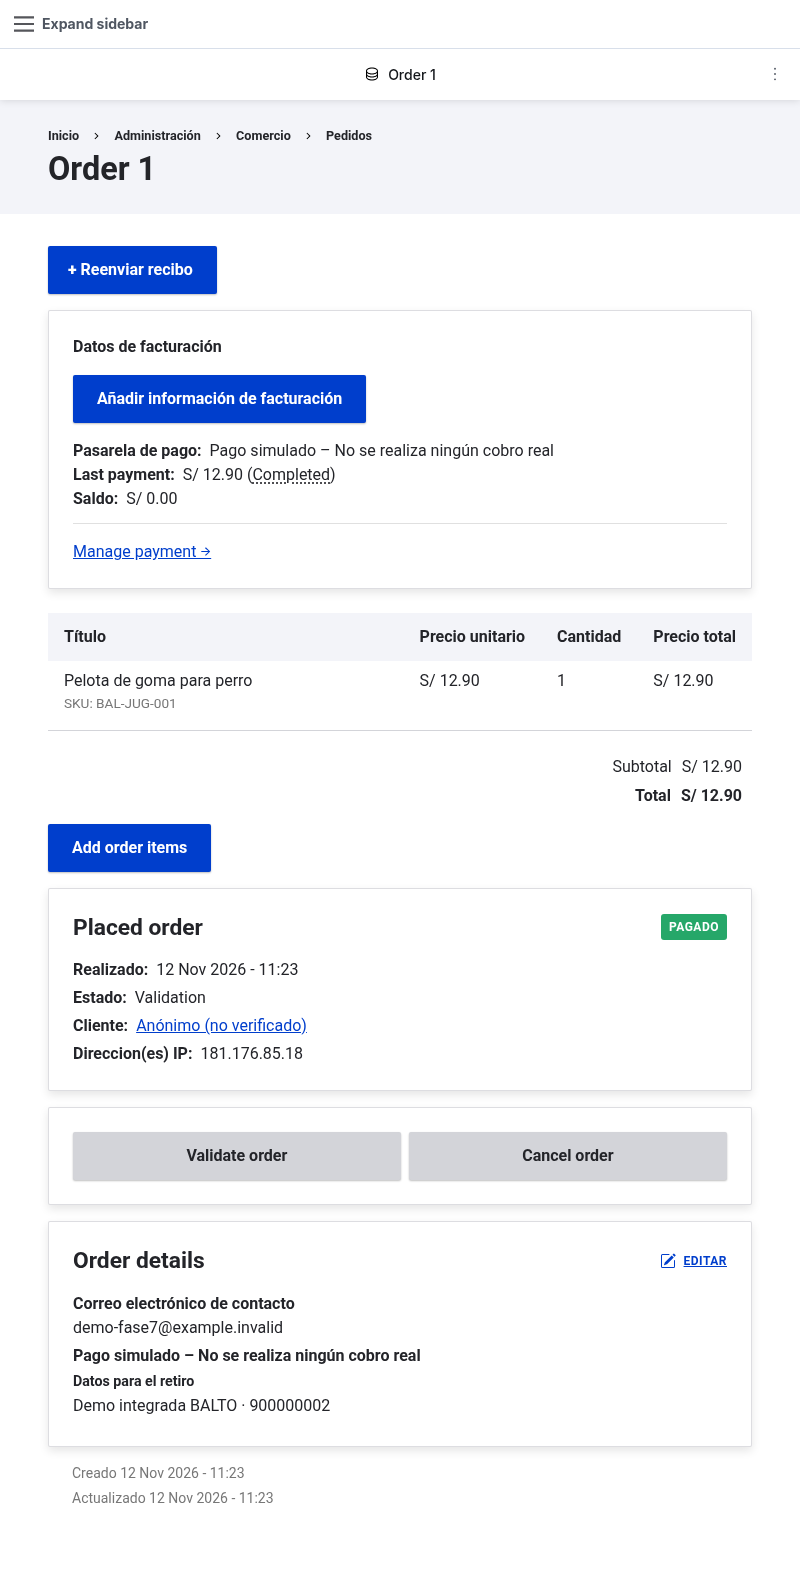 Expand sidebar
Order 1
Inicio › Administración › Comercio › Pedidos
Order 1
+ Reenviar recibo
Datos de facturación
Añadir información de facturación
Pasarela de pago: Pago simulado – No se realiza ningún cobro real
Last payment: S/ 12.90 (Completed)
Saldo: S/ 0.00
Manage payment →
Título Precio unitario Cantidad Precio total
Pelota de goma para perro S/ 12.90 1 S/ 12.90
SKU: BAL-JUG-001
Subtotal S/ 12.90
Total S/ 12.90
Add order items
Placed order PAGADO
Realizado: 12 Nov 2026 - 11:23
Estado: Validation
Cliente: Anónimo (no verificado)
Direccion(es) IP: 181.176.85.18
Validate order Cancel order
Order details EDITAR
Correo electrónico de contacto
demo-fase7@example.invalid
Pago simulado – No se realiza ningún cobro real
Datos para el retiro
Demo integrada BALTO · 900000002
Creado 12 Nov 2026 - 11:23
Actualizado 12 Nov 2026 - 11:23